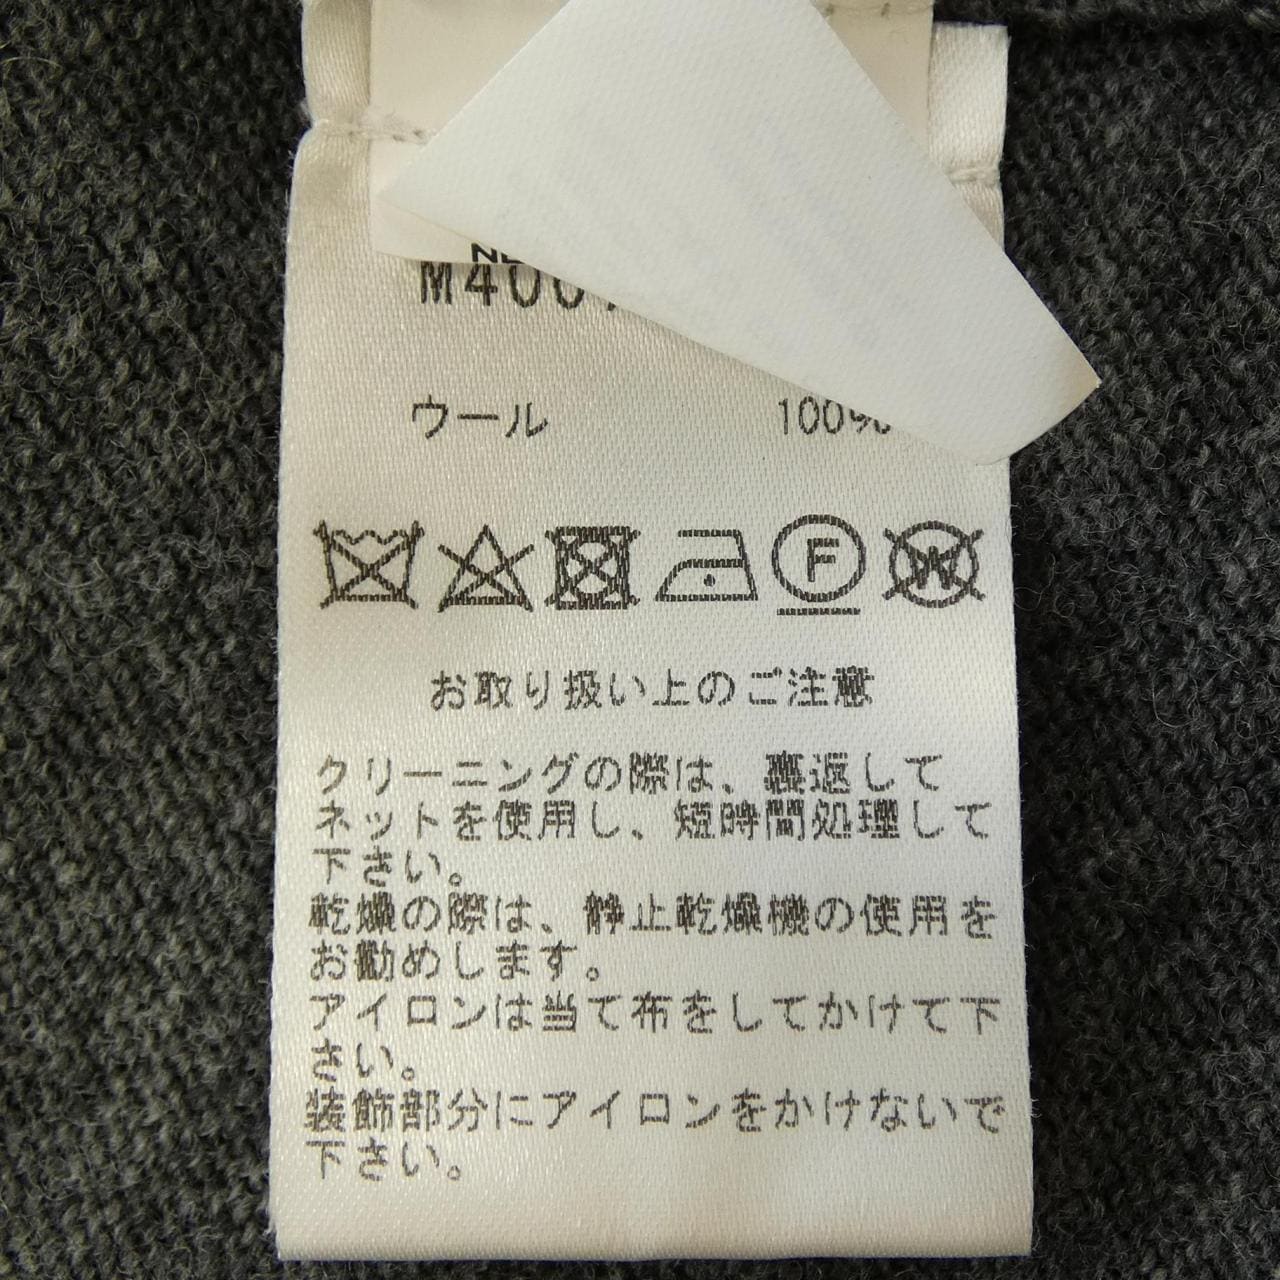 ウール 100%
F
W
お取り扱い上のご注意
クリーニングの際は、裏返して
ネットを使用し、短時間処理して
下さい。
乾燥の際は、静止乾燥機の使用を
お勧めします。
アイロンは当て布をしてかけて下
さい。
装飾部分にアイロンをかけないで
下さい。